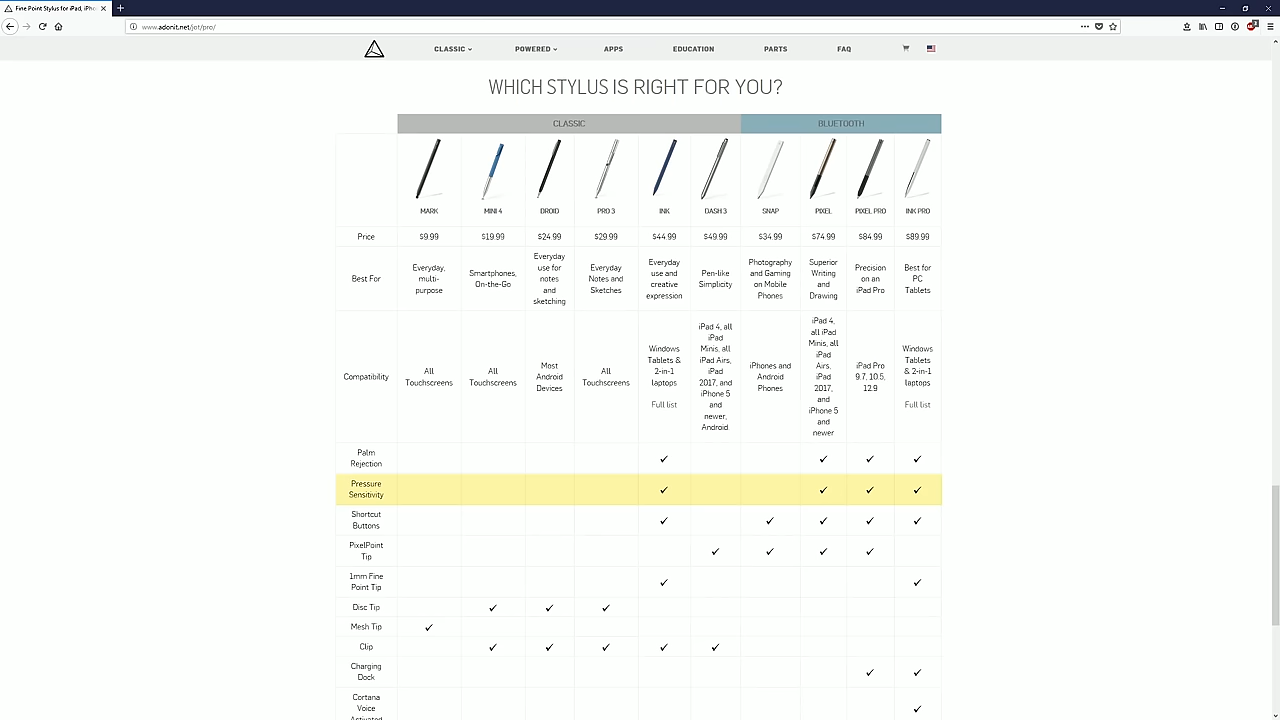 Fine Point Stylus for iPad, iPho
www.adonit.net/jot/pro/
CLASSIC POWERED APPS EDUCATION PARTS FAQ
WHICH STYLUS IS RIGHT FOR YOU?
CLASSIC BLUETOOTH
MARK MINI 4 DROID PRO 3 INK DASH 3 SNAP PIXEL PIXEL PRO INK PRO
Price $9.99 $19.99 $24.99 $29.99 $44.99 $49.99 $34.99 $74.99 $84.99 $89.99
Best For
Everyday,
multi-
purpose
Smartphones,
On-the-Go
Everyday
use for
notes
and
sketching
Everyday
Notes and
Sketches
Everyday
use and
creative
expression
Pen-like
Simplicity
Photography
and Gaming
on Mobile
Phones
Superior
Writing
and
Drawing
Precision
on an
iPad Pro
Best for
PC
Tablets
Compatibility
All
Touchscreens
All
Touchscreens
Most
Android
Devices
All
Touchscreens
Windows
Tablets &
2-in-1
laptops
Full list
iPad 4, all
iPad
Minis, all
iPad Airs,
iPad
2017, and
iPhone 5
and
newer,
Android.
iPhones and
Android
Phones
iPad 4,
all iPad
Minis, all
iPad
Airs,
iPad
2017,
and
iPhone 5
and
newer
iPad Pro
9.7, 10.5,
12.9
Windows
Tablets
& 2-in-1
laptops
Full list
Palm
Rejection
Pressure
Sensitivity
Shortcut
Buttons
PixelPoint
Tip
1mm Fine
Point Tip
Disc Tip
Mesh Tip
Clip
Charging
Dock
Cortana
Voice
Activated